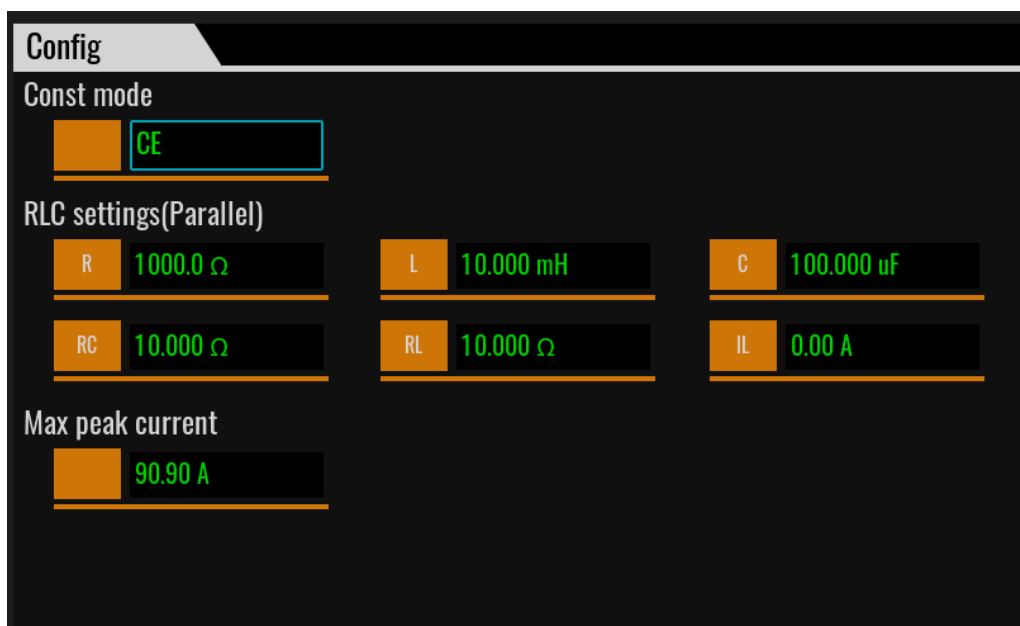 Config
Const mode
CE
RLC settings(Parallel)
R 1000.0 Ω L 10.000 mH C 100.000 uF
RC 10.000 Ω RL 10.000 Ω IL 0.00 A
Max peak current
90.90 A